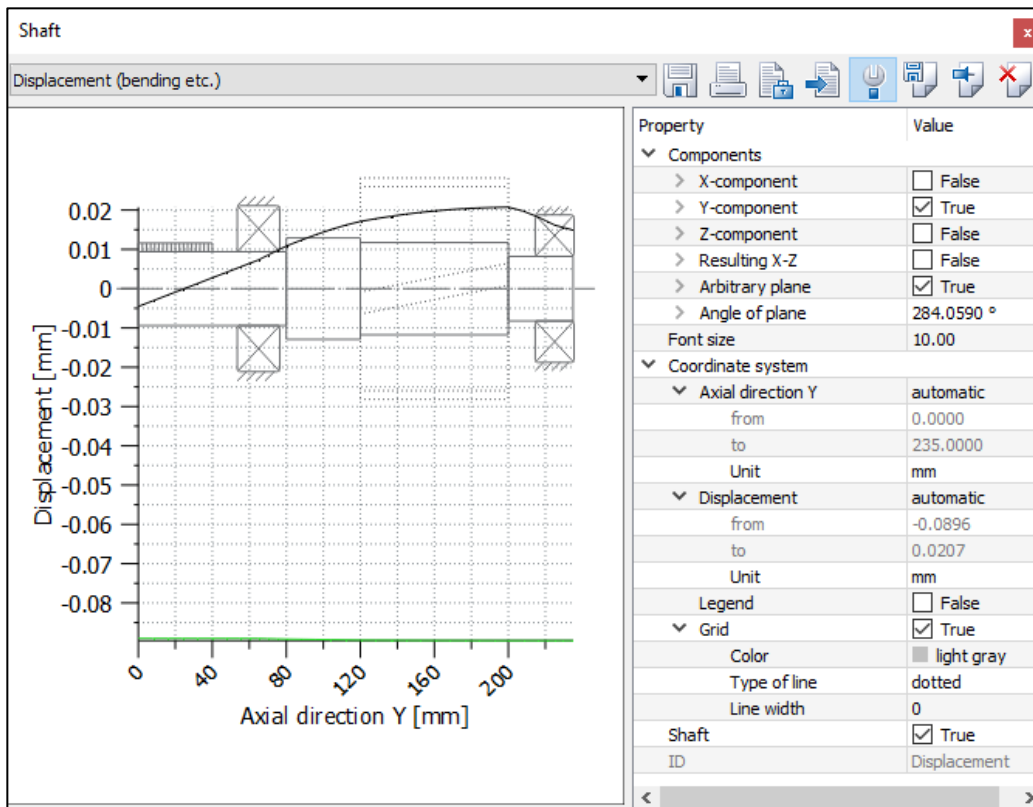 Shaft
x
Displacement (bending etc.)
0.02
0.01
0
-0.01
-0.02
-0.03
-0.04
-0.05
-0.06
-0.07
-0.08
Displacement [mm]
0
40
80
120
160
200
Axial direction Y [mm]
Property Value
Components
X-component False
Y-component True
Z-component False
Resulting X-Z False
Arbitrary plane True
Angle of plane 284.0590 °
Font size 10.00
Coordinate system
Axial direction Y automatic
from 0.0000
to 235.0000
Unit mm
Displacement automatic
from -0.0896
to 0.0207
Unit mm
Legend False
Grid True
Color light gray
Type of line dotted
Line width 0
Shaft True
ID Displacement